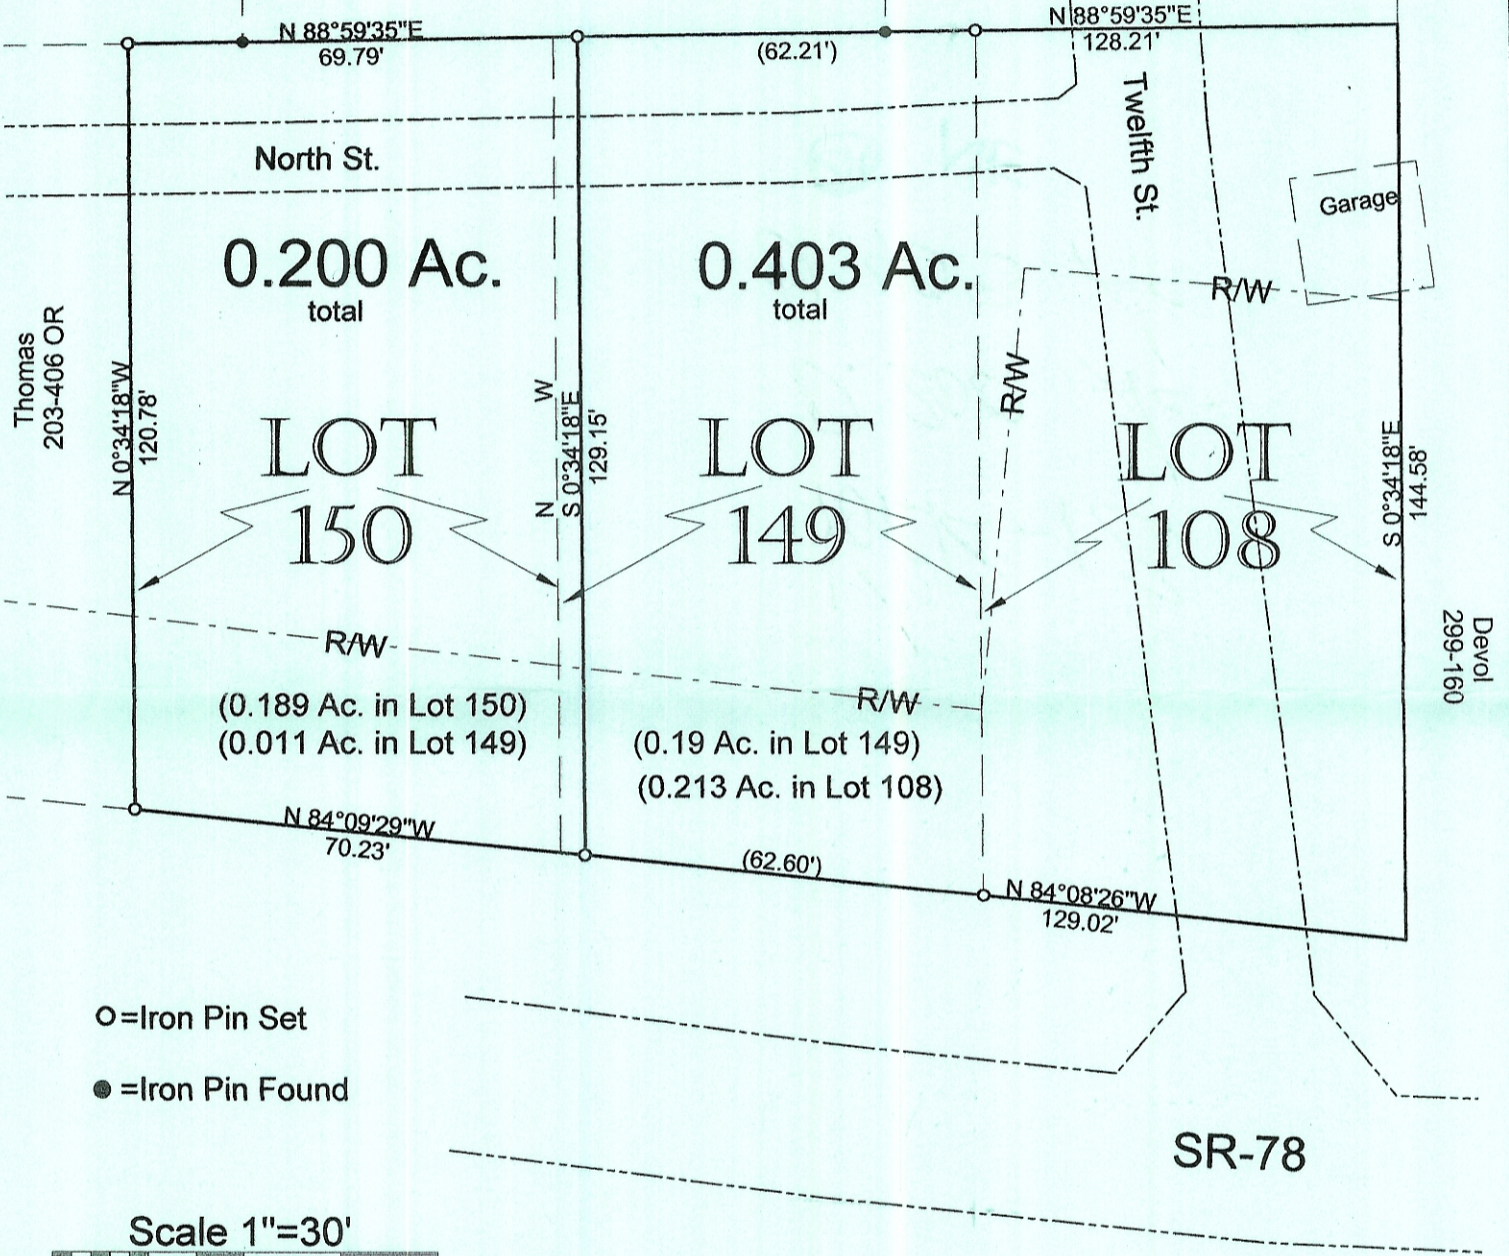 N 88°59'35"E
69.79'
(62.21')
N 88°59'35"E
128.21'
North St.
Twelfth St.
Garage
0.200 Ac.
total
0.403 Ac.
total
R/W
R/W
Thomas
203-406 OR
N 0°34'18"W
120.78'
N W
S 0°34'18"E
129.15'
S 0°34'18"E
144.58'
LOT
150
LOT
149
LOT
108
Devol
299-160
R/W
R/W
(0.189 Ac. in Lot 150)
(0.011 Ac. in Lot 149)
(0.19 Ac. in Lot 149)
(0.213 Ac. in Lot 108)
N 84°09'29"W
70.23'
(62.60')
N 84°08'26"W
129.02'
=Iron Pin Set
=Iron Pin Found
SR-78
Scale 1"=30'